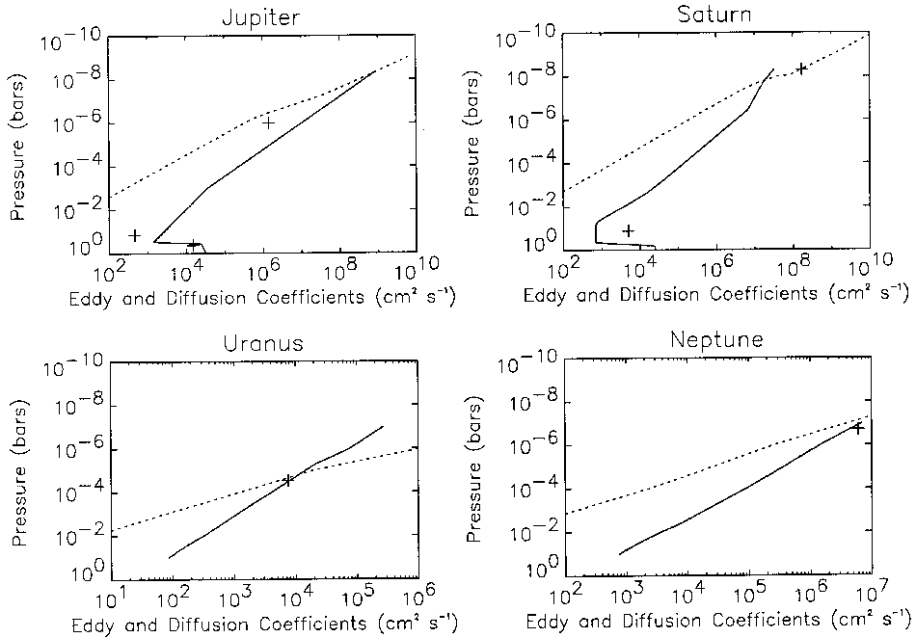 Jupiter
10^-10
10^-8
10^-6
10^-4
10^-2
10^0
Pressure (bars)
10^2 10^4 10^6 10^8 10^10
Eddy and Diffusion Coefficients (cm² s⁻¹)
Saturn
10^-10
10^-8
10^-6
10^-4
10^-2
10^0
Pressure (bars)
10^2 10^4 10^6 10^8 10^10
Eddy and Diffusion Coefficients (cm² s⁻¹)
Uranus
10^-10
10^-8
10^-6
10^-4
10^-2
10^0
Pressure (bars)
10^1 10^2 10^3 10^4 10^5 10^6
Eddy and Diffusion Coefficients (cm² s⁻¹)
Neptune
10^-10
10^-8
10^-6
10^-4
10^-2
10^0
Pressure (bars)
10^2 10^3 10^4 10^5 10^6 10^7
Eddy and Diffusion Coefficients (cm² s⁻¹)